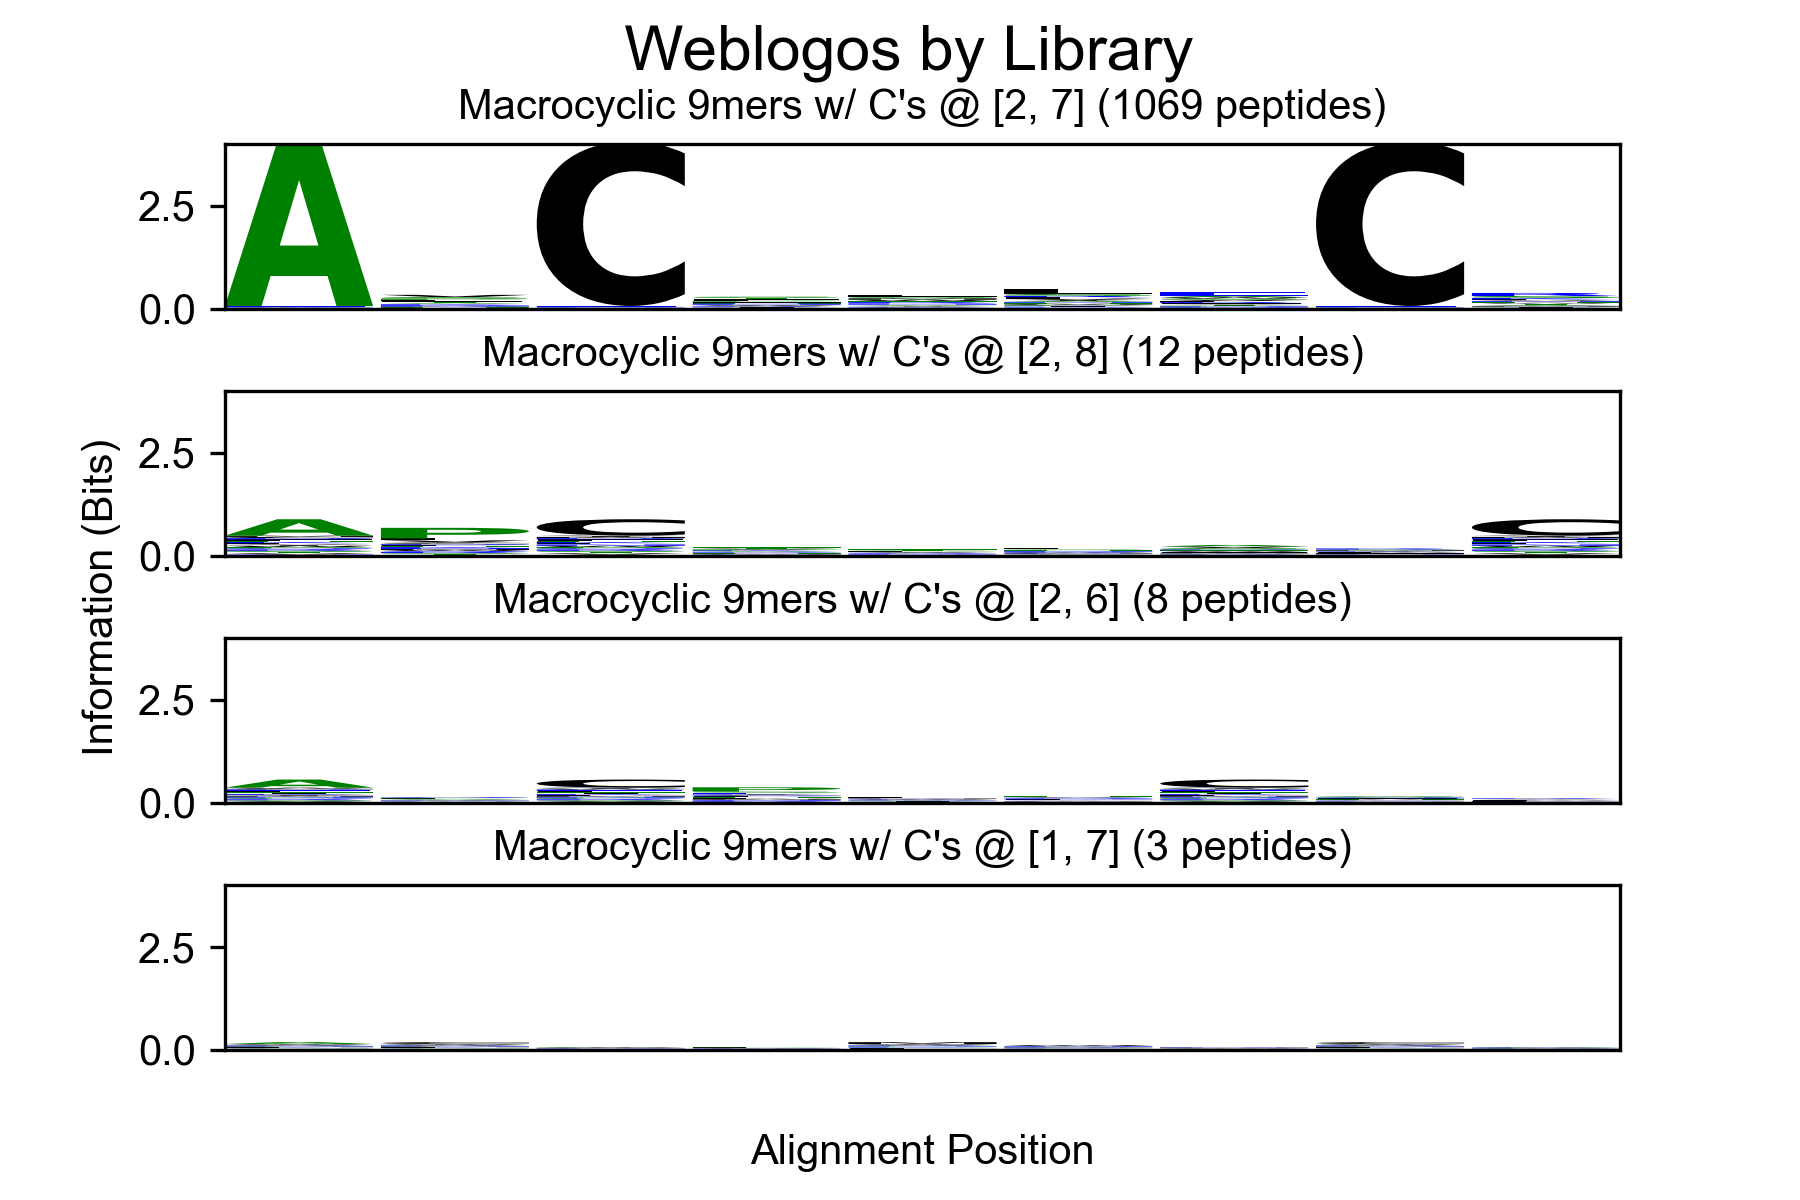 Weblogos by Library
Macrocyclic 9mers w/ C's @ [2, 7] (1069 peptides)
2.5
A C C
0.0
Macrocyclic 9mers w/ C's @ [2, 8] (12 peptides)
2.5
A P C C
0.0
Macrocyclic 9mers w/ C's @ [2, 6] (8 peptides)
2.5
A C C
0.0
Macrocyclic 9mers w/ C's @ [1, 7] (3 peptides)
2.5
0.0
Information (Bits)
Alignment Position